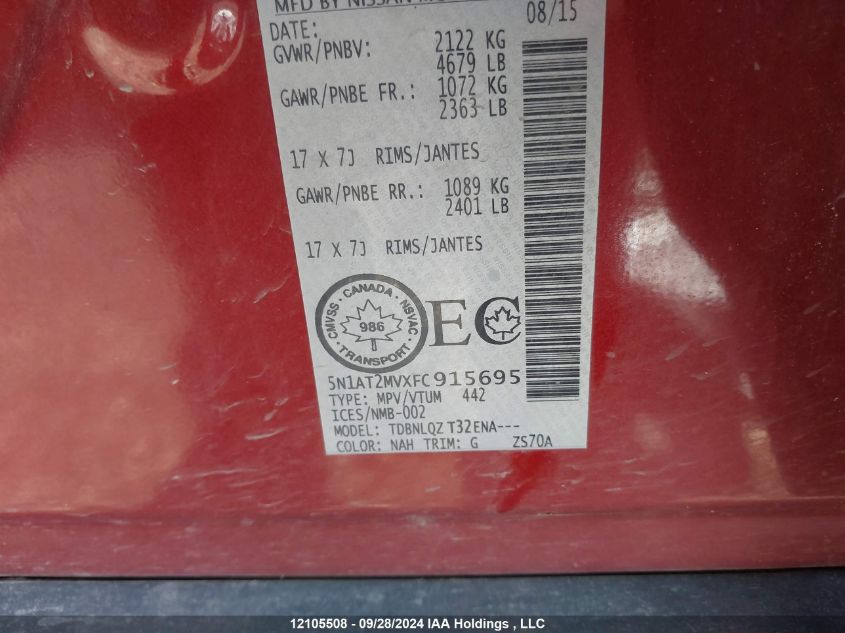 MFD BY NISSAN
DATE: 08/15
GVWR/PNBV: 2122 KG
4679 LB
GAWR/PNBE FR.: 1072 KG
2363 LB
17 X 7J RIMS/JANTES
GAWR/PNBE RR.: 1089 KG
2401 LB
17 X 7J RIMS/JANTES
CMVSS · CANADA · NSVAC · TRANSPORT ·
986
EC
5N1AT2MVXFC915695
TYPE: MPV/VTUM 442
ICES/NMB-002
MODEL: TDBNLQZ T32ENA---
COLOR: NAH TRIM: G ZS70A
12105508 - 09/28/2024 IAA Holdings , LLC